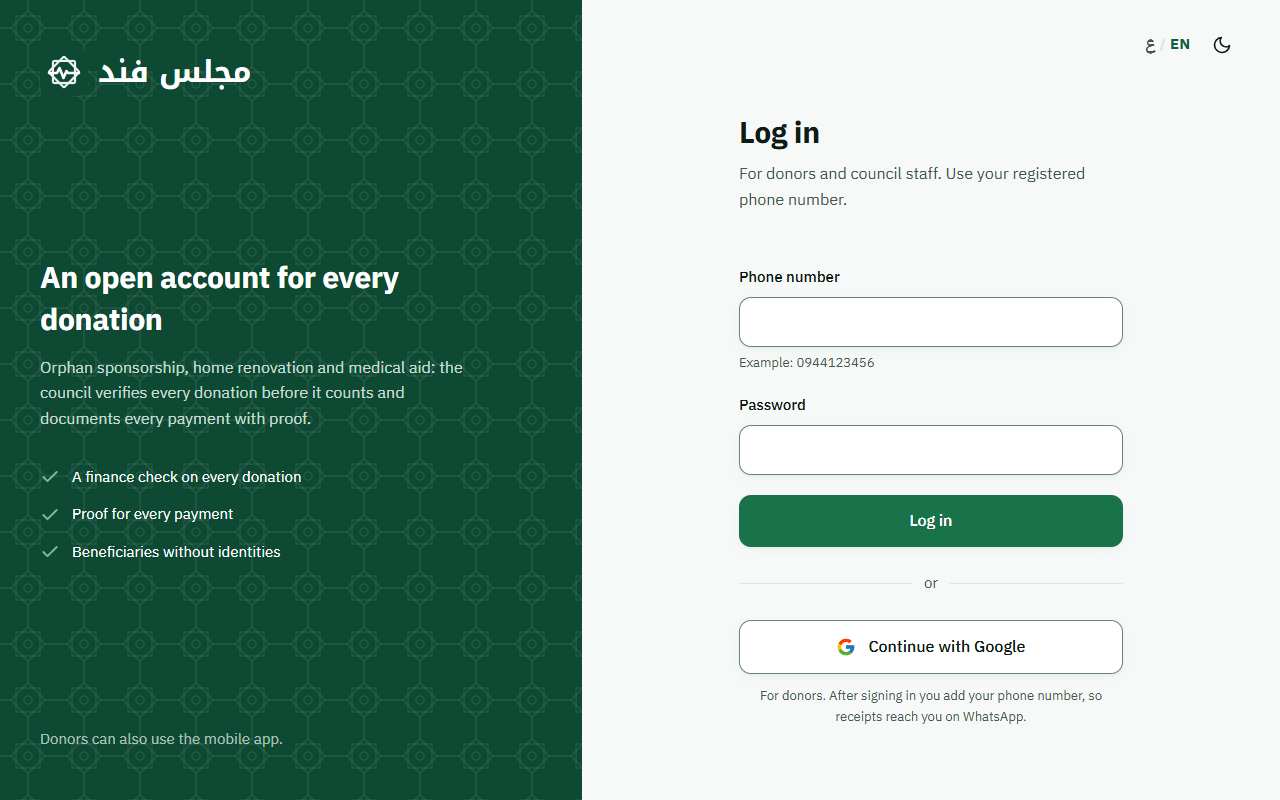 مجلس فند
An open account for every
donation
Orphan sponsorship, home renovation and medical aid: the
council verifies every donation before it counts and
documents every payment with proof.
A finance check on every donation
Proof for every payment
Beneficiaries without identities
Donors can also use the mobile app.
ع / EN
Log in
For donors and council staff. Use your registered
phone number.
Phone number
Example: 0944123456
Password
Log in
or
Continue with Google
For donors. After signing in you add your phone number, so
receipts reach you on WhatsApp.